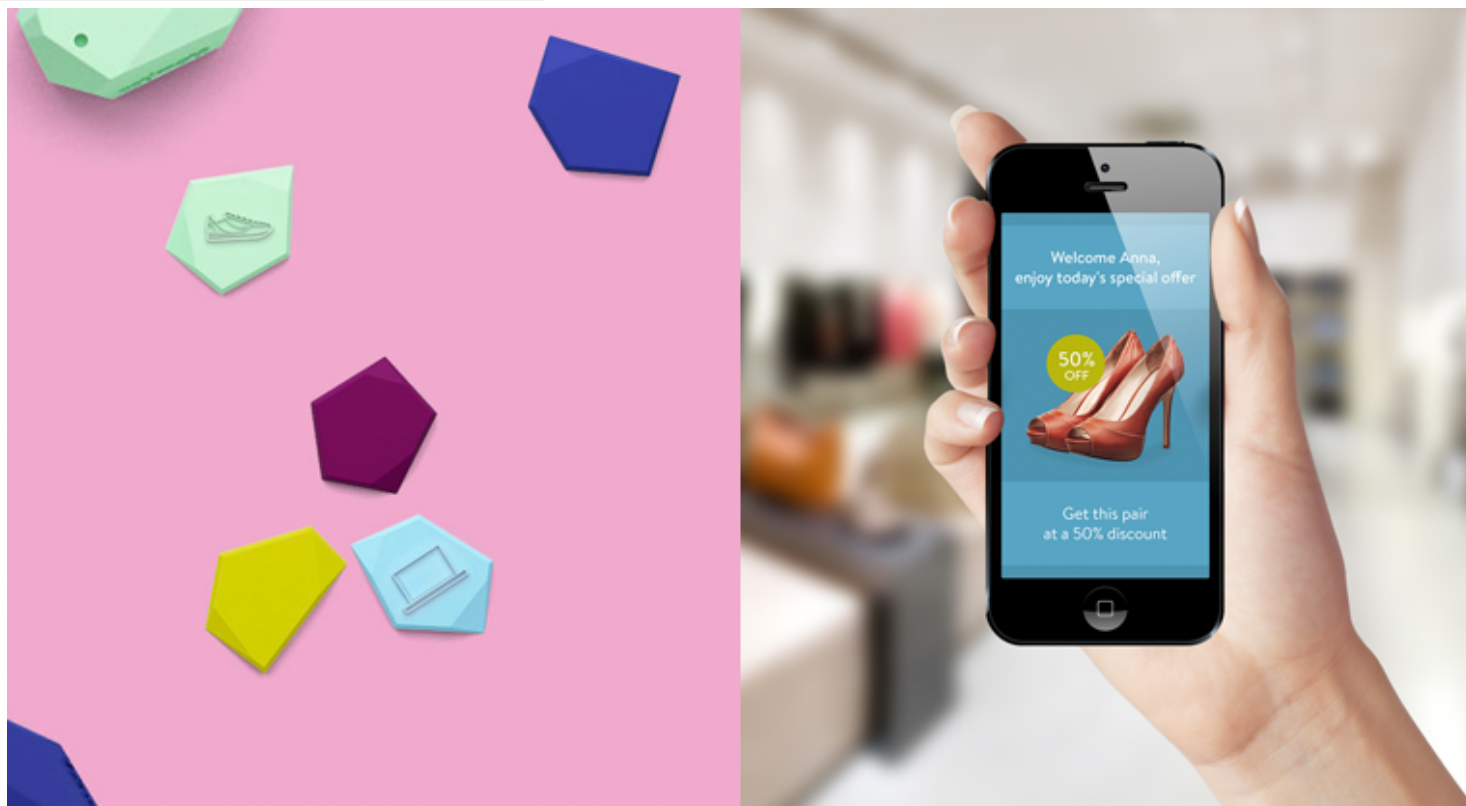 Welcome Anna,
enjoy today's special offer
50%
OFF
Get this pair
at a 50% discount